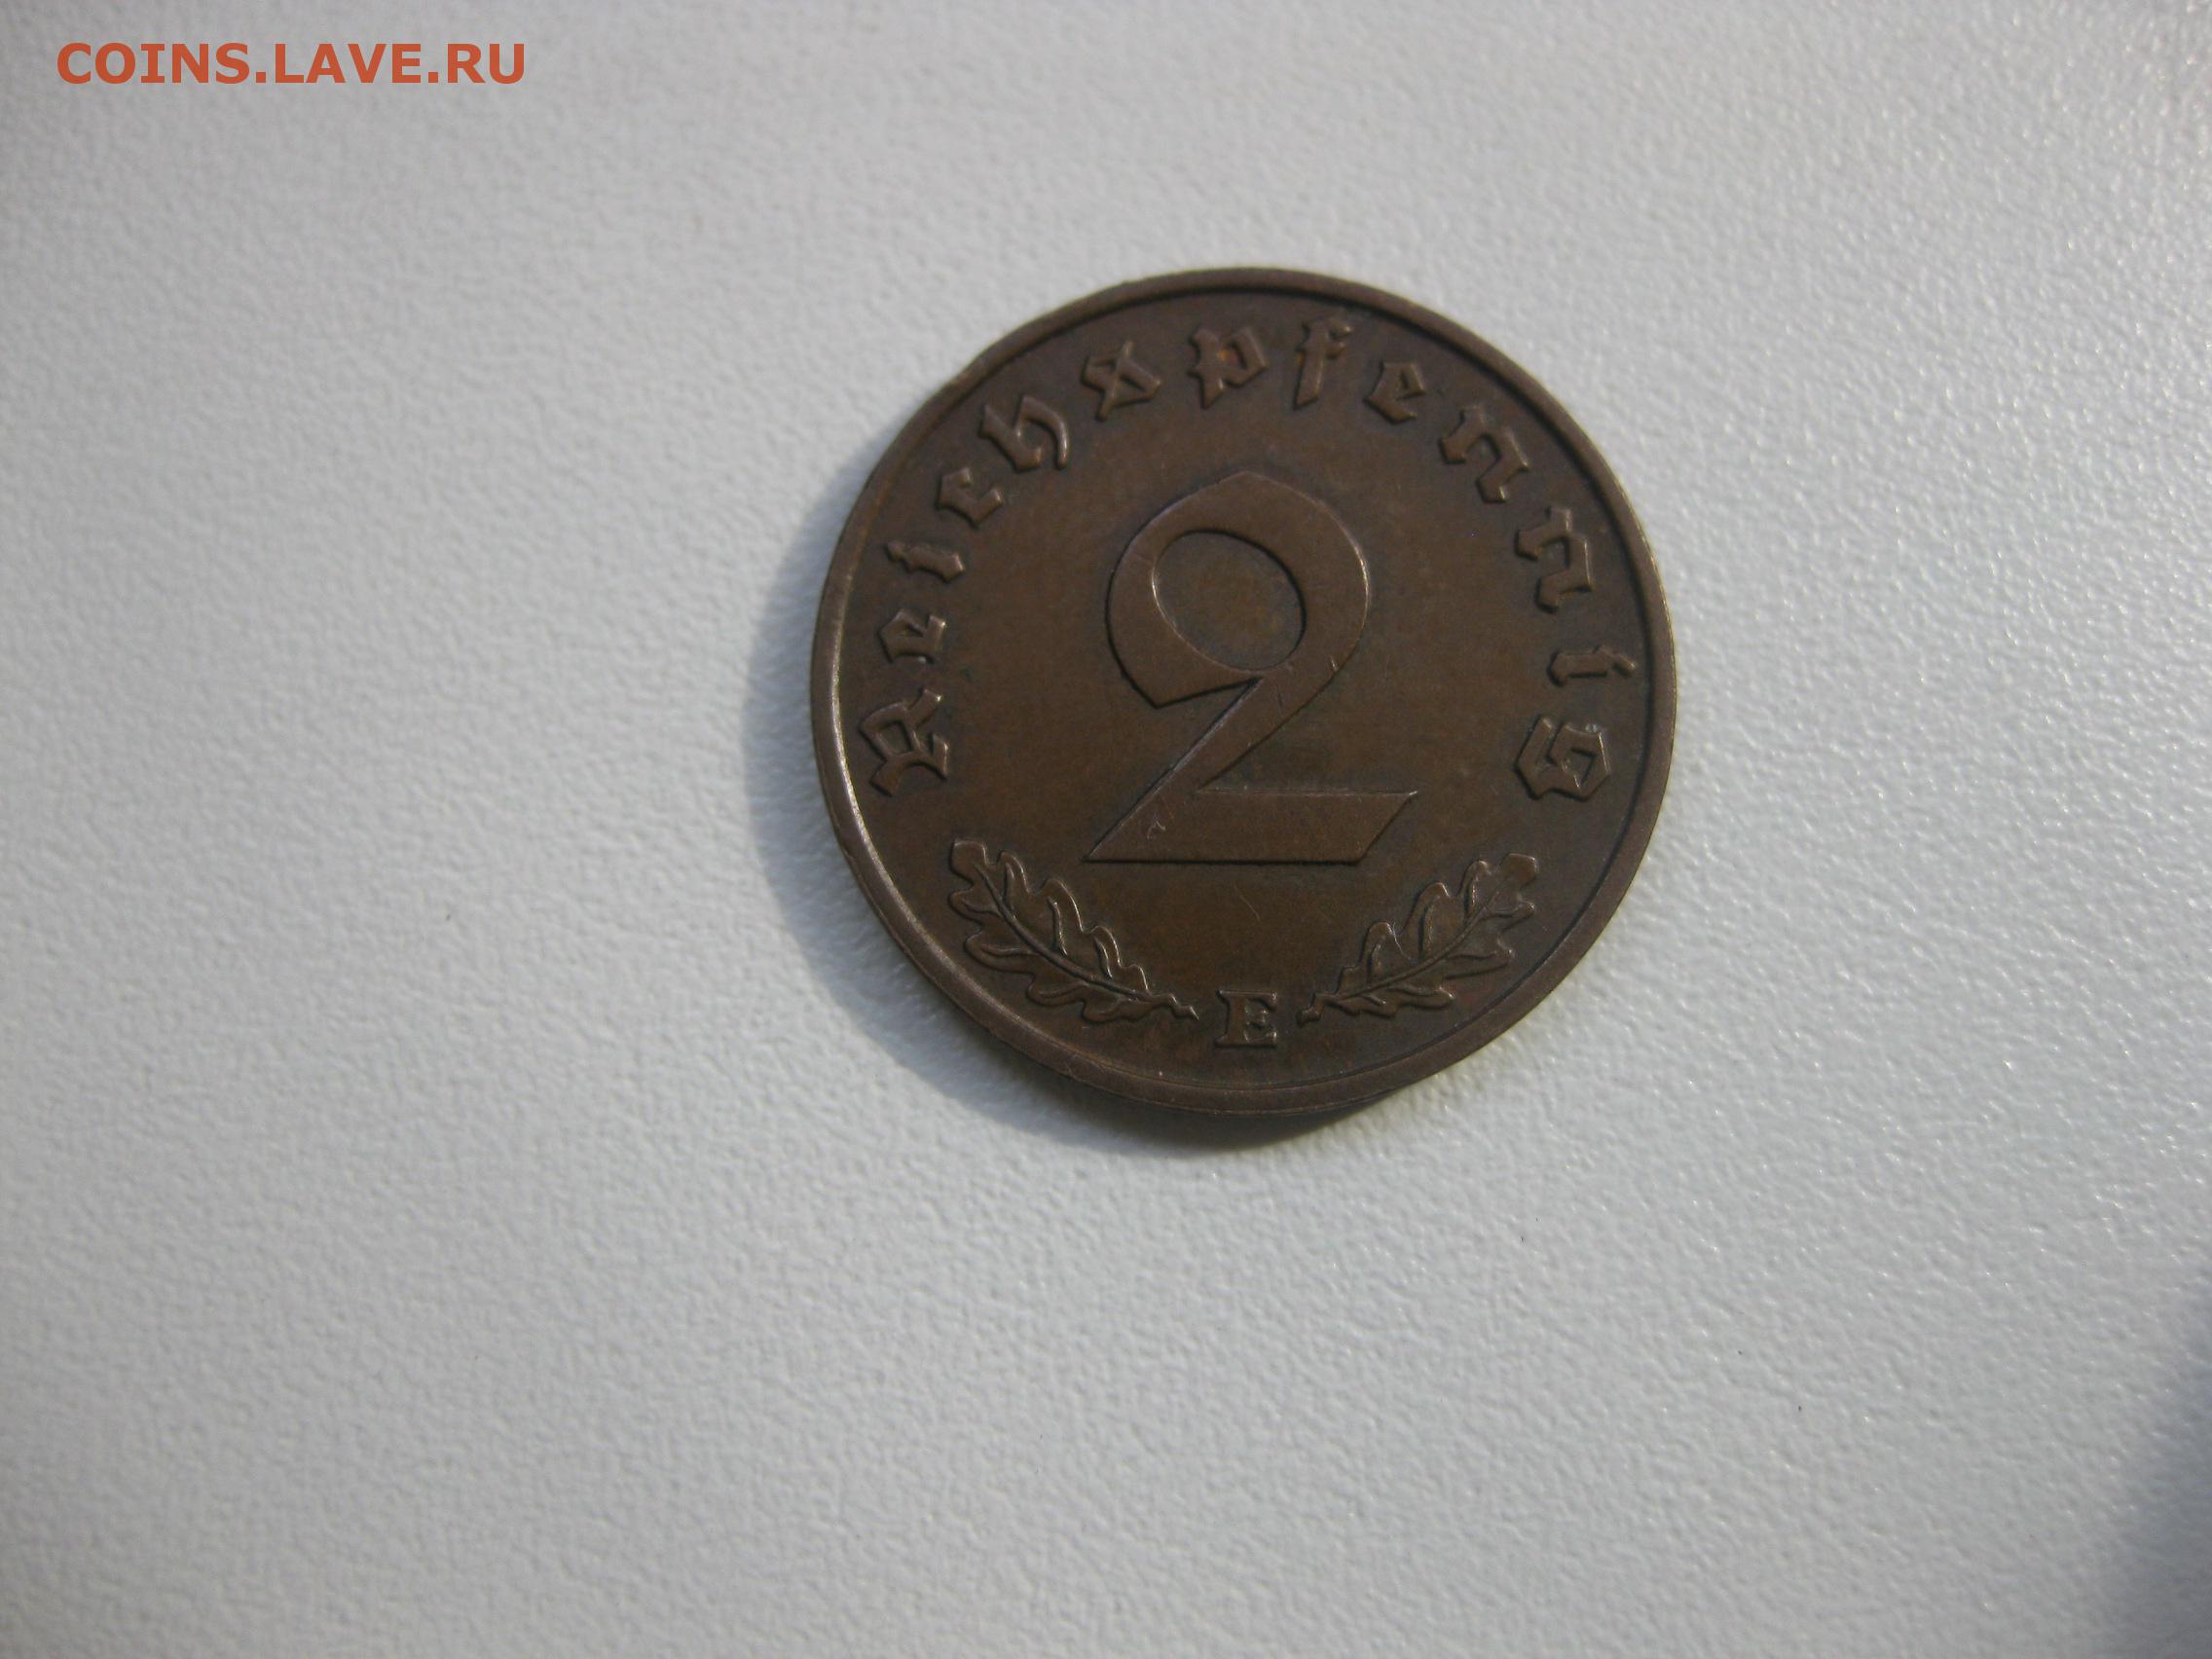 COINS.LAVE.RU
Reichspfennig
2
E